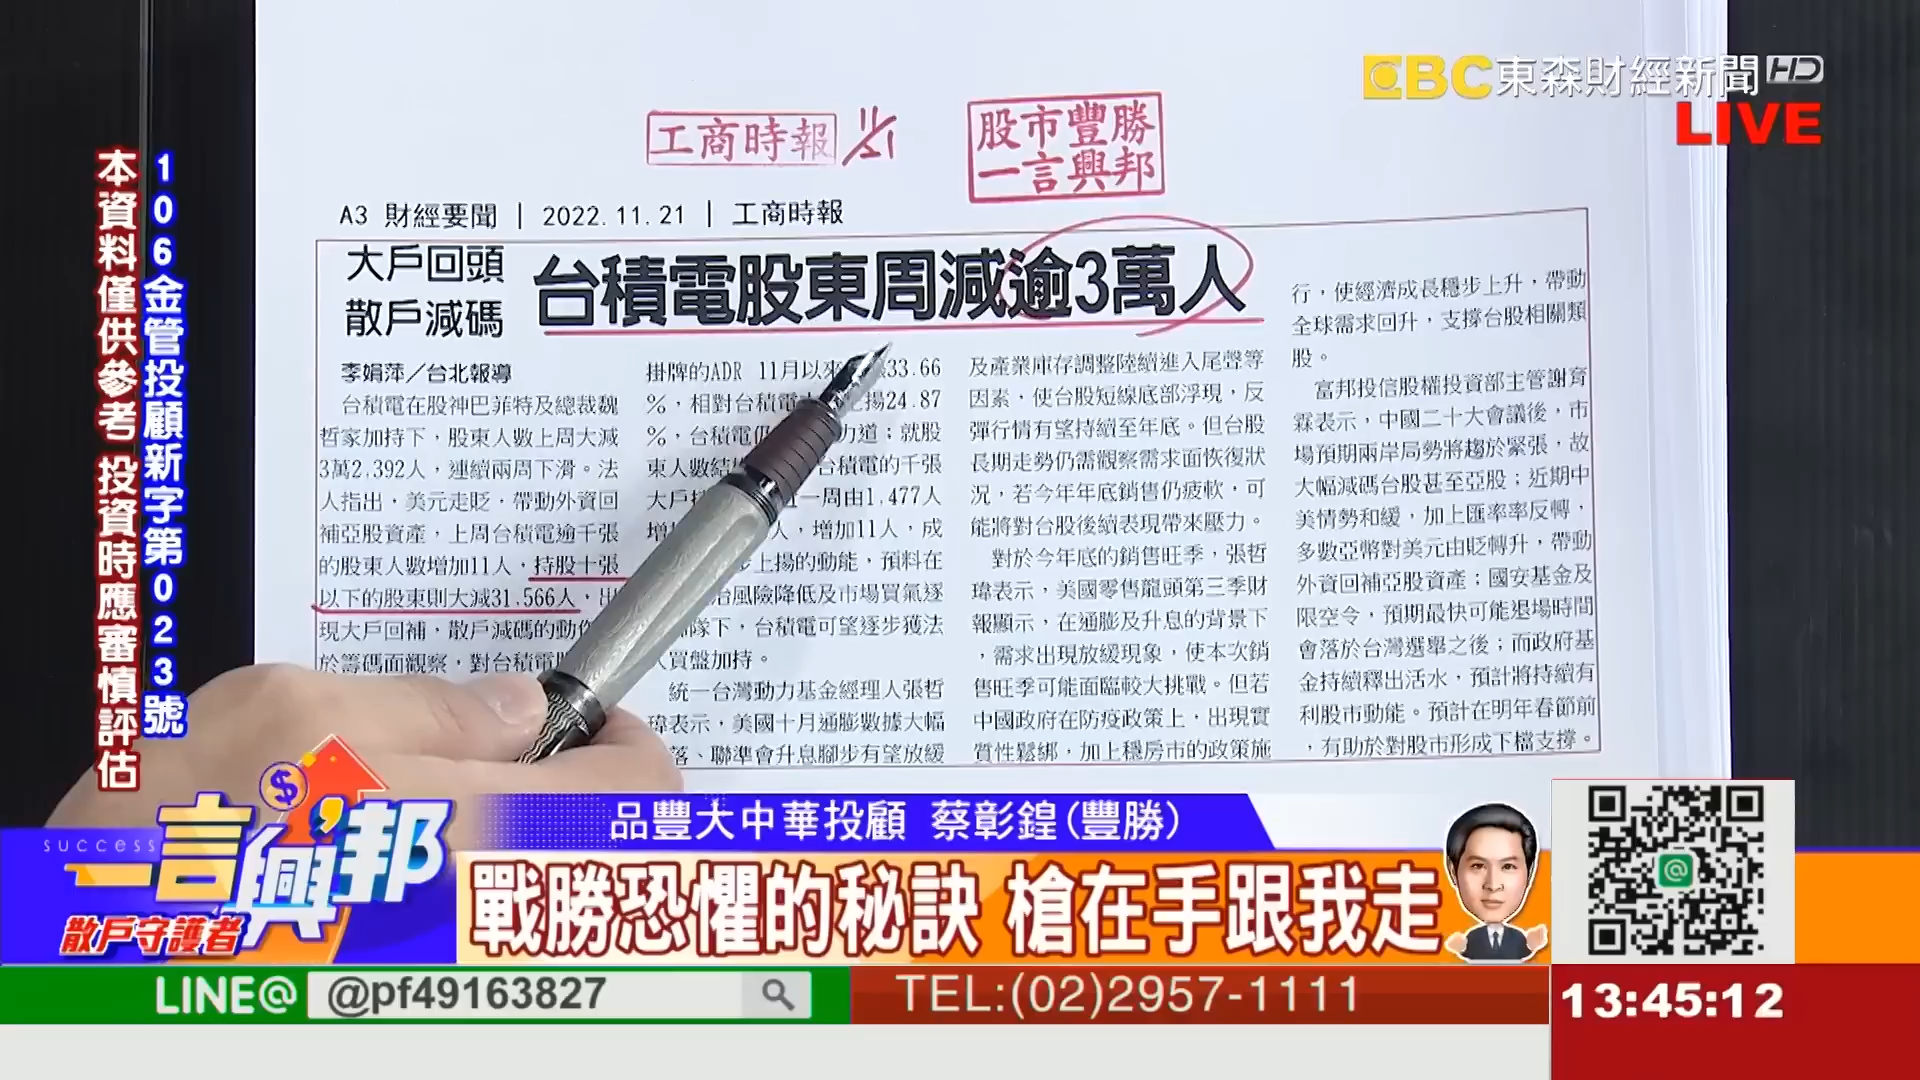 EBC東森財經新聞HD
LIVE
工商時報 11/21
股市豐勝
一言興邦
A3 財經要聞 | 2022.11.21 | 工商時報
大戶回頭
散戶減碼
台積電股東周減逾3萬人
李娟萍／台北報導
台積電在股神巴菲特及總裁魏
哲家加持下，股東人數上周大減
3萬2,392人，連續兩周下滑。法
人指出，美元走貶，帶動外資回
補亞股資產，上周台積電逾千張
的股東人數增加11人，持股十張
以下的股東則大減31,566人，出
現大戶回補，散戶減碼的動作
於籌碼面觀察，對台積電
掛牌的ADR 11月以來 33.66
%，相對台積電 揚24.87
%，台積電仍 力道；就股
東人數結 台積電的千張
大戶持 一周由1,477人
增 人，增加11人，成
上揚的動能，預料在
風險降低及市場買氣逐
隊下，台積電可望逐步獲法
人買盤加持。
統一台灣動力基金經理人張哲
瑋表示，美國十月通膨數據大幅
落、聯準會升息腳步有望放緩
及產業庫存調整陸續進入尾聲等
因素，使台股短線底部浮現，反
彈行情有望持續至年底。但台股
長期走勢仍需觀察需求面恢復狀
況，若今年年底銷售仍疲軟，可
能將對台股後續表現帶來壓力。
對於今年底的銷售旺季，張哲
瑋表示，美國零售龍頭第三季財
報顯示，在通膨及升息的背景下
，需求出現放緩現象，使本次銷
售旺季可能面臨較大挑戰。但若
中國政府在防疫政策上，出現實
質性鬆綁，加上穩房市的政策施
行，使經濟成長穩步上升，帶動
全球需求回升，支撐台股相關類
股。
富邦投信股權投資部主管謝育
霖表示，中國二十大會議後，市
場預期兩岸局勢將趨於緊張，故
大幅減碼台股甚至亞股；近期中
美情勢和緩，加上匯率率反轉，
多數亞幣對美元由貶轉升，帶動
外資回補亞股資產；國安基金及
限空令，預期最快可能退場時間
會落於台灣選舉之後；而政府基
金持續釋出活水，預計將持續有
利股市動能。預計在明年春節前
，有助於對股市形成下檔支撐。
106金管投顧新字第023號
本資料僅供參考 投資時應審慎評估
success
一言興邦
散戶守護者
品豐大中華投顧 蔡彰鍠(豐勝)
戰勝恐懼的秘訣 槍在手跟我走
LINE@ @pf49163827
TEL:(02)2957-1111
13:45:12